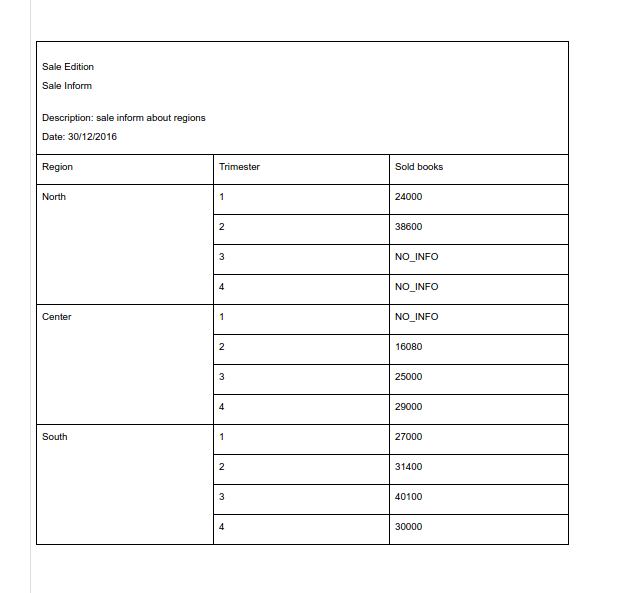 Sale Edition
Sale Inform
Description: sale inform about regions
Date: 30/12/2016
Region Trimester Sold books
North 1 24000
2 38600
3 NO_INFO
4 NO_INFO
Center 1 NO_INFO
2 16080
3 25000
4 29000
South 1 27000
2 31400
3 40100
4 30000